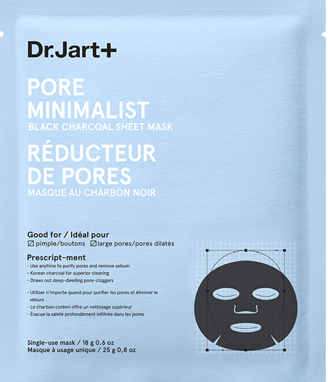 Dr.Jart+
PORE
MINIMALIST
BLACK CHARCOAL SHEET MASK
RÉDUCTEUR
DE PORES
MASQUE AU CHARBON NOIR
Good for / Idéal pour
☑ pimple/boutons ☑ large pores/pores dilatés
Prescript-ment
- Use anytime to purify pores and remove sebum
- Korean charcoal for superior cleaning
- Draws out deep-dwelling pore-cloggers
- Utiliser n'importe quand pour purifier les pores et éliminer le
sébum
- Le charbon coréen offre un nettoyage supérieur
- Évacue la saleté profondément infiltrée dans les pores
Single-use mask / 18 g 0.6 oz
Masque à usage unique / 25 g 0,8 oz